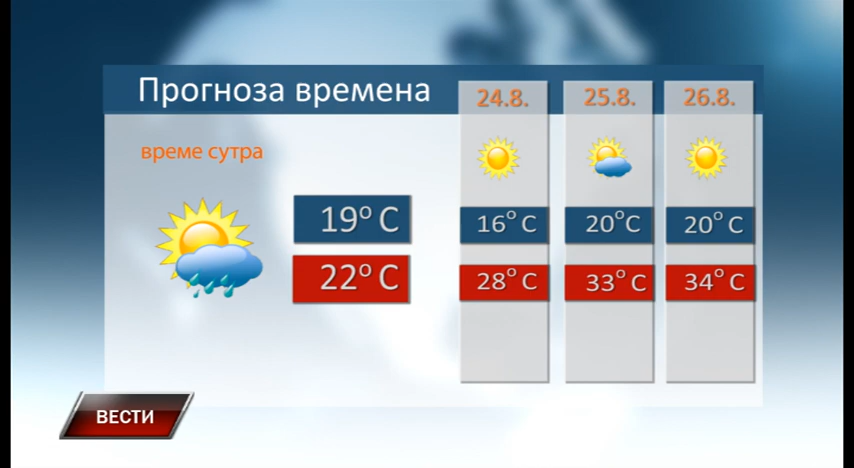 Прогноза времена
време сутра
19° C
22° C
24.8.
16° C
28° C
25.8.
20°C
33° C
26.8.
20° C
34° C
ВЕСТИ